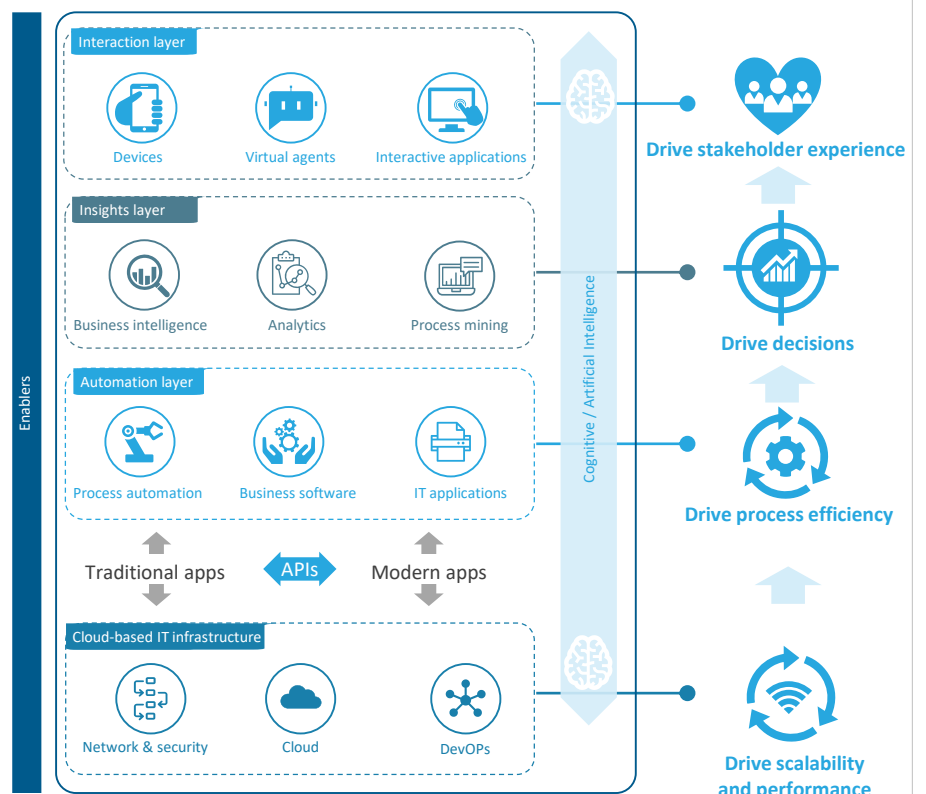 Enablers
Interaction layer
Devices
Virtual agents
Interactive applications
Drive stakeholder experience
Insights layer
Business intelligence
Analytics
Process mining
Drive decisions
Cognitive / Artificial Intelligence
Automation layer
Process automation
Business software
IT applications
Drive process efficiency
Traditional apps
APIs
Modern apps
Cloud-based IT infrastructure
Network & security
Cloud
DevOPs
Drive scalability
and performance